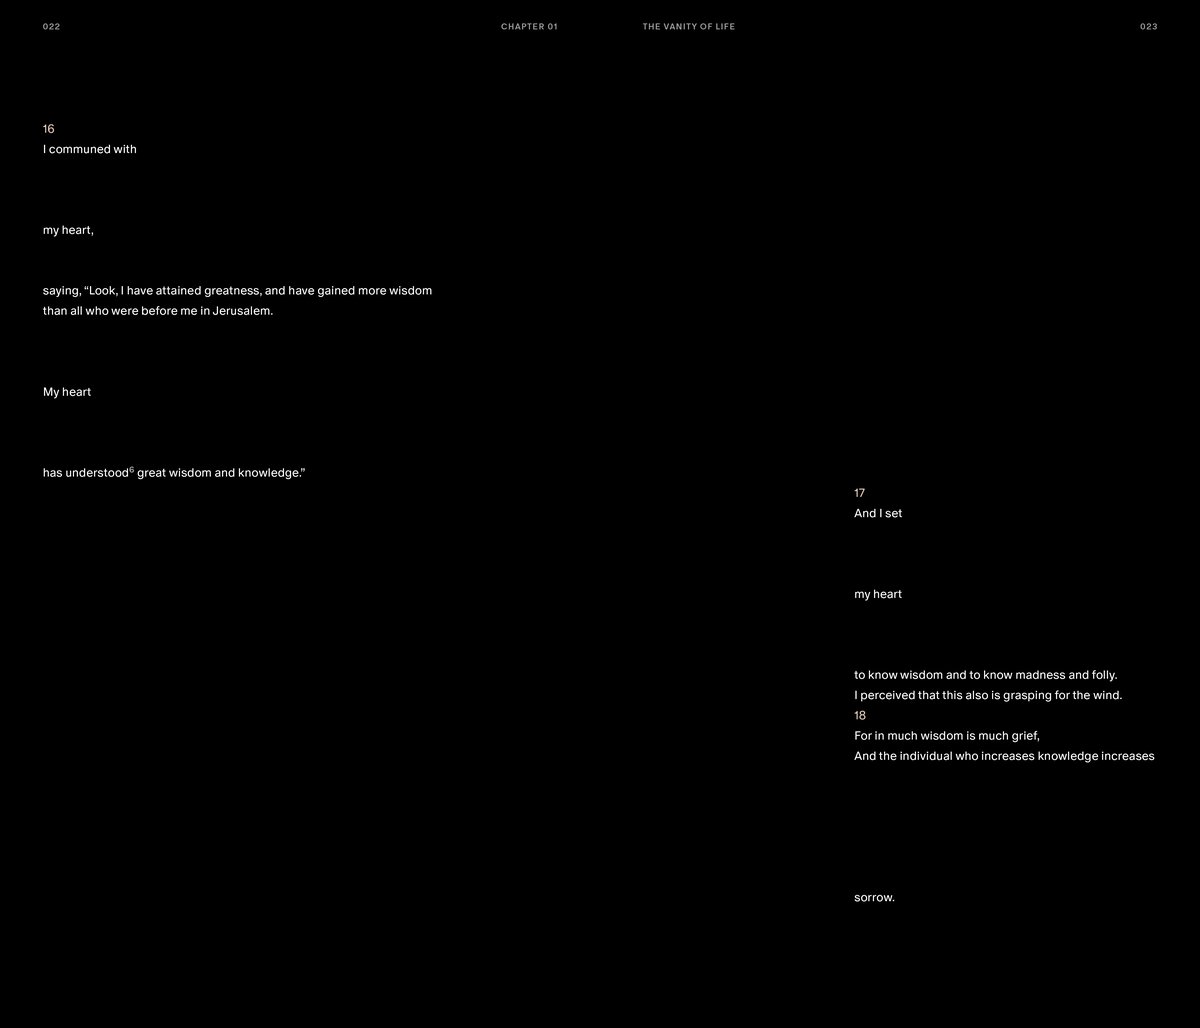 022
CHAPTER 01
THE VANITY OF LIFE
023
16
I communed with
my heart,
saying, “Look, I have attained greatness, and have gained more wisdom
than all who were before me in Jerusalem.
My heart
has understood⁶ great wisdom and knowledge.”
17
And I set
my heart
to know wisdom and to know madness and folly.
I perceived that this also is grasping for the wind.
18
For in much wisdom is much grief,
And the individual who increases knowledge increases
sorrow.